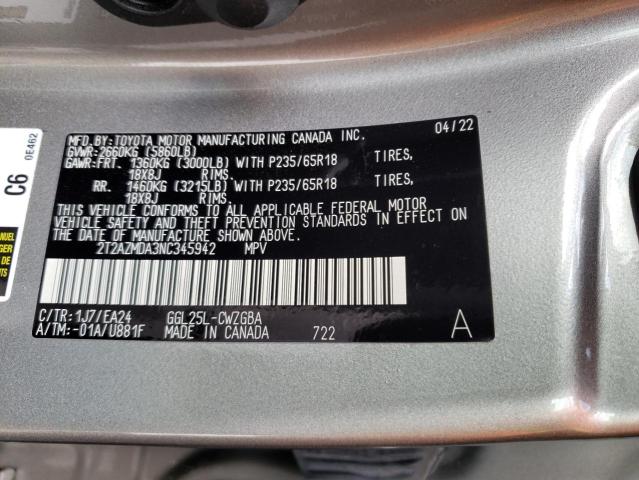 MFD.BY:TOYOTA MOTOR MANUFACTURING CANADA INC. 04/22
GVWR:2660KG (5860LB)
GAWR:FRT. 1360KG (3000LB) WITH P235/65R18 TIRES,
18X8J RIMS.
RR. 1460KG (3215LB) WITH P235/65R18 TIRES,
18X8J RIMS.
THIS VEHICLE CONFORMS TO ALL APPLICABLE FEDERAL MOTOR
VEHICLE SAFETY AND THEFT PREVENTION STANDARDS IN EFFECT ON
THE DATE OF MANUFACTURE SHOWN ABOVE.
2T2AZMDA3NC345942 MPV
C/TR:1J7/EA24 GGL25L-CWZGBA
A/TM:-01A/U881F MADE IN CANADA 722 A
C6
0E462